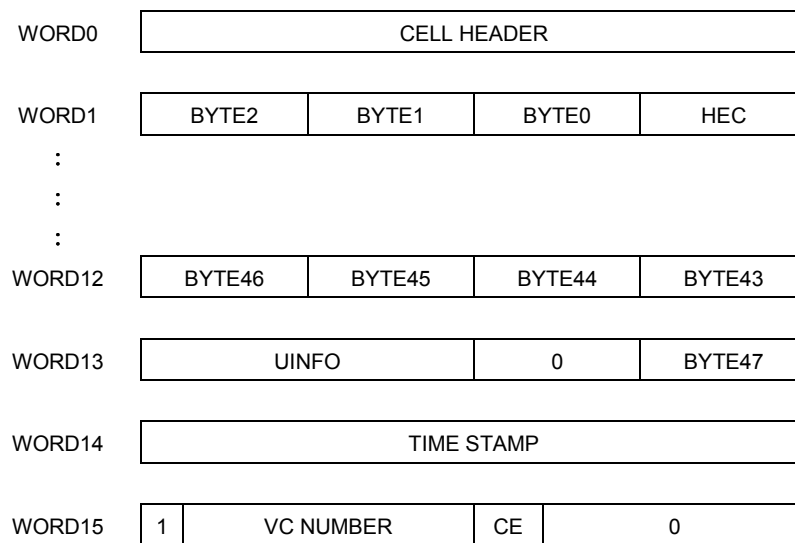 WORD0 CELL HEADER
WORD1 BYTE2 BYTE1 BYTE0 HEC
:
:
:
WORD12 BYTE46 BYTE45 BYTE44 BYTE43
WORD13 UINFO 0 BYTE47
WORD14 TIME STAMP
WORD15 1 VC NUMBER CE 0